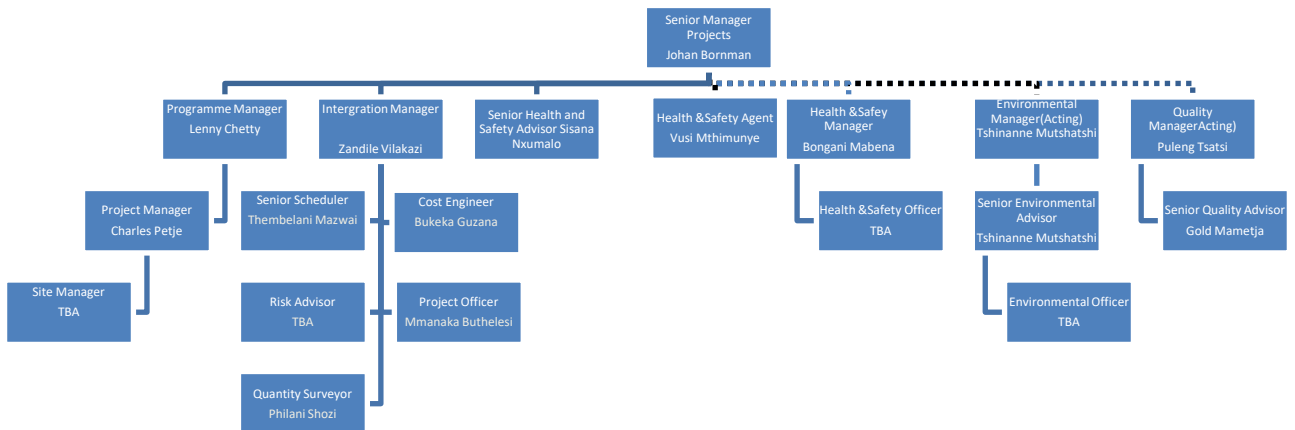 Senior Manager
Projects
Johan Bornman
Programme Manager
Lenny Chetty
Intergration Manager
Zandile Vilakazi
Senior Health and
Safety Advisor Sisana
Nxumalo
Health &Safety Agent
Vusi Mthimunye
Health &Safey
Manager
Bongani Mabena
Environmental
Manager(Acting)
Tshinanne Mutshatshi
Quality
ManagerActing)
Puleng Tsatsi
Project Manager
Charles Petje
Senior Scheduler
Thembelani Mazwai
Cost Engineer
Bukeka Guzana
Health &Safety Officer
TBA
Senior Environmental
Advisor
Tshinanne Mutshatshi
Senior Quality Advisor
Gold Mametja
Site Manager
TBA
Risk Advisor
TBA
Project Officer
Mmanaka Buthelesi
Environmental Officer
TBA
Quantity Surveyor
Philani Shozi